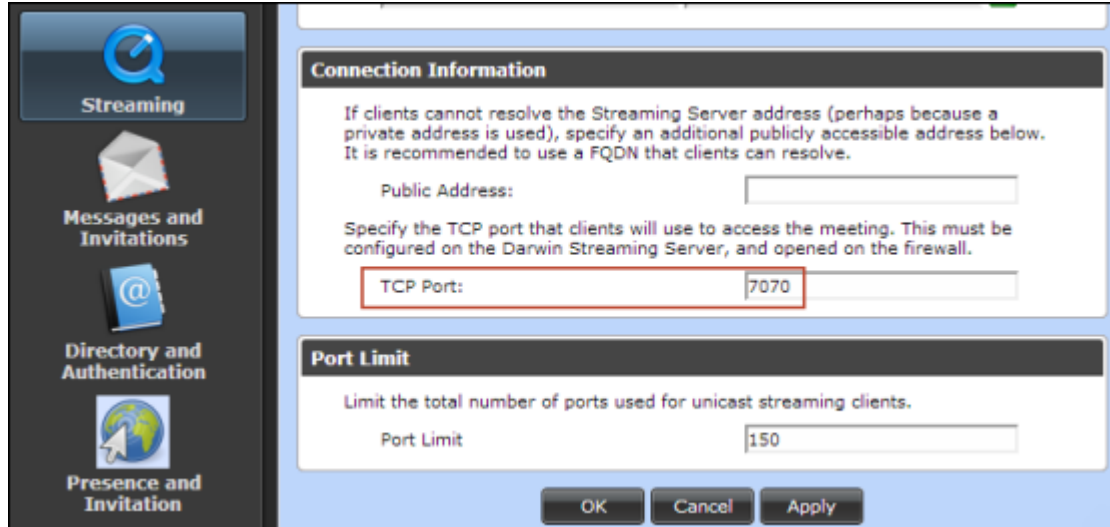 Streaming
Messages and
Invitations
Directory and
Authentication
Presence and
Invitation
Connection Information
If clients cannot resolve the Streaming Server address (perhaps because a
private address is used), specify an additional publicly accessible address below.
It is recommended to use a FQDN that clients can resolve.
Public Address:
Specify the TCP port that clients will use to access the meeting. This must be
configured on the Darwin Streaming Server, and opened on the firewall.
TCP Port: 7070
Port Limit
Limit the total number of ports used for unicast streaming clients.
Port Limit 150
OK Cancel Apply